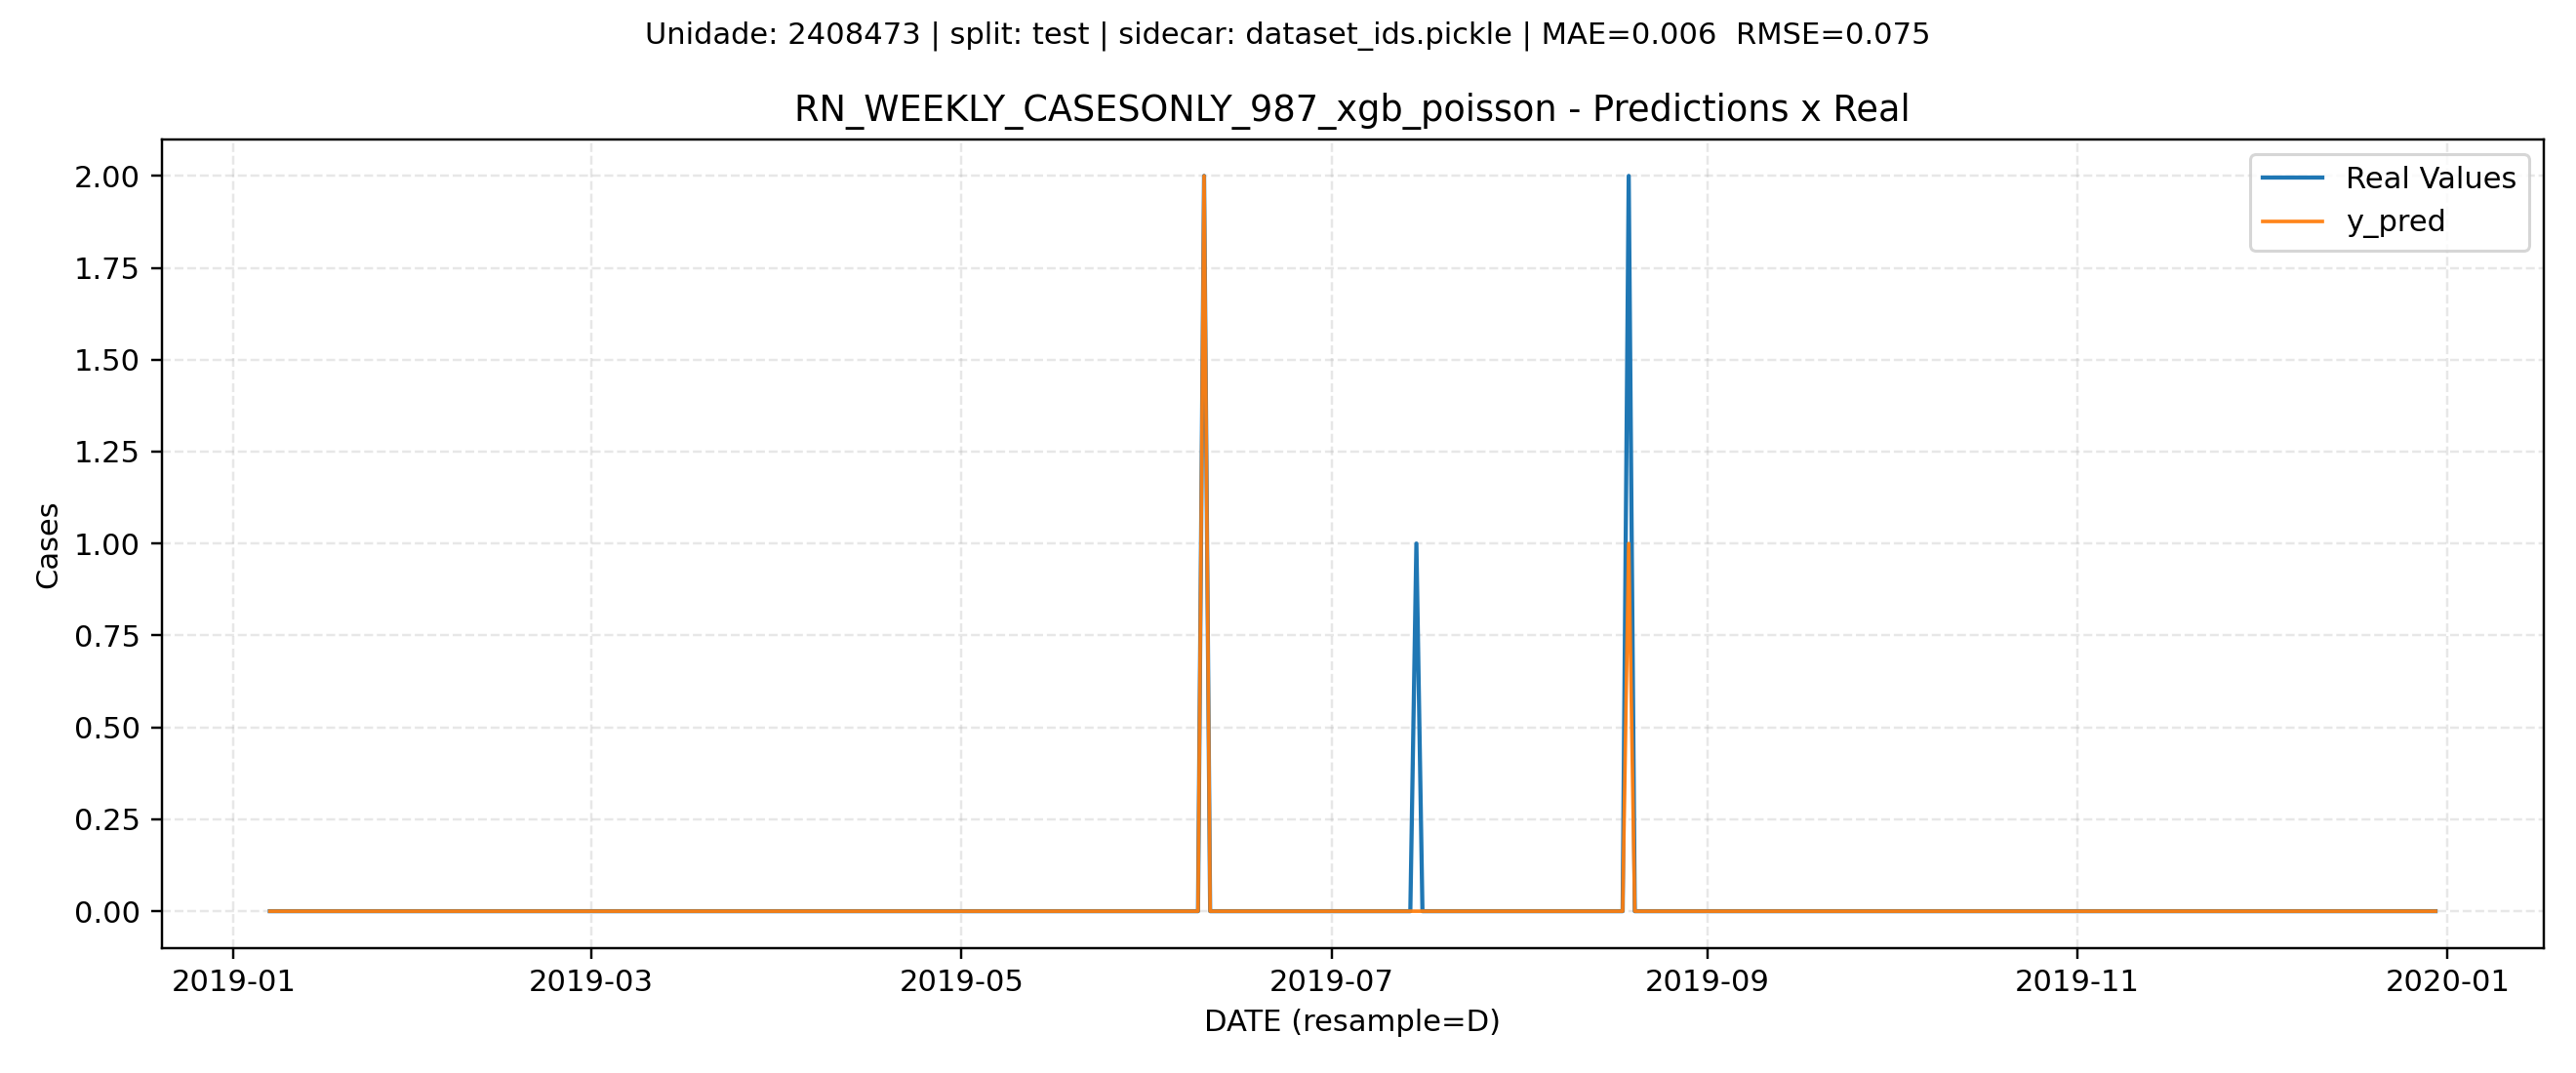 Unidade: 2408473 | split: test | sidecar: dataset_ids.pickle | MAE=0.006  RMSE=0.075
RN_WEEKLY_CASESONLY_987_xgb_poisson - Predictions x Real
Real Values
y_pred
2.00
1.75
1.50
1.25
1.00
0.75
0.50
0.25
0.00
Cases
2019-01
2019-03
2019-05
2019-07
2019-09
2019-11
2020-01
DATE (resample=D)